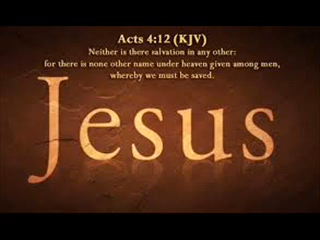 Acts 4:12 (KJV)
Neither is there salvation in any other:
for there is none other name under heaven given among men,
whereby we must be saved.
Jesus